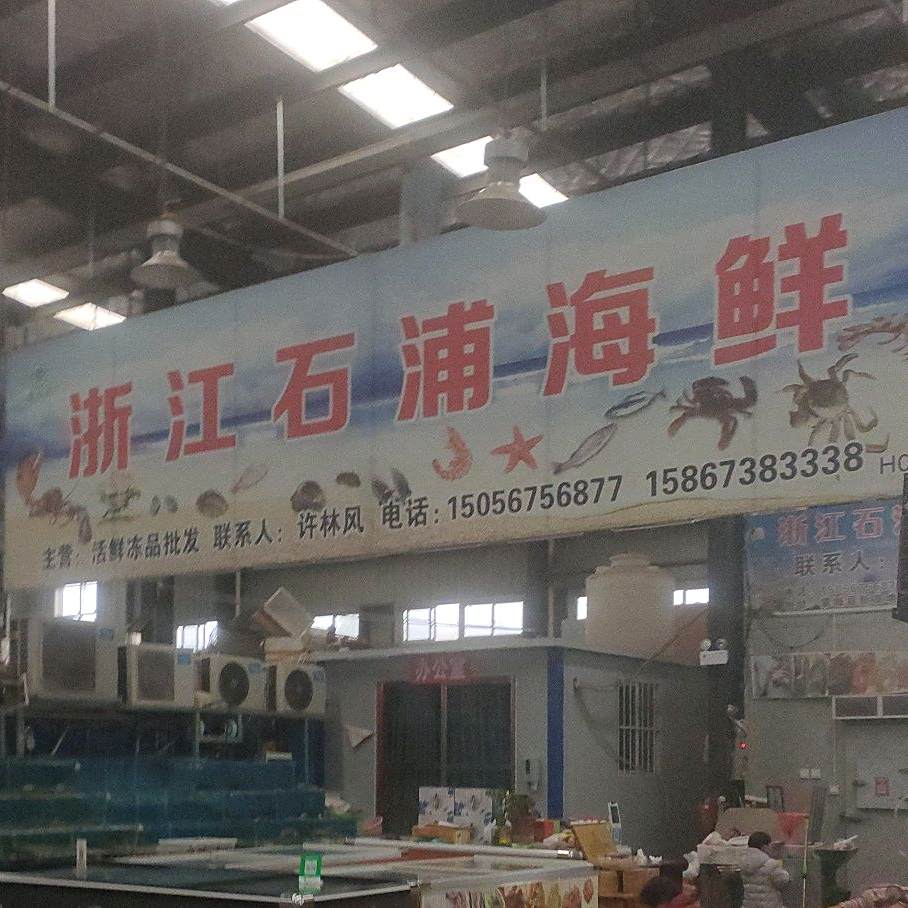 浙江石浦海鲜
主营：活鲜冻品批发 联系人：许林风 电话：15056756877 15867383338
浙江石
联系人：
办公室